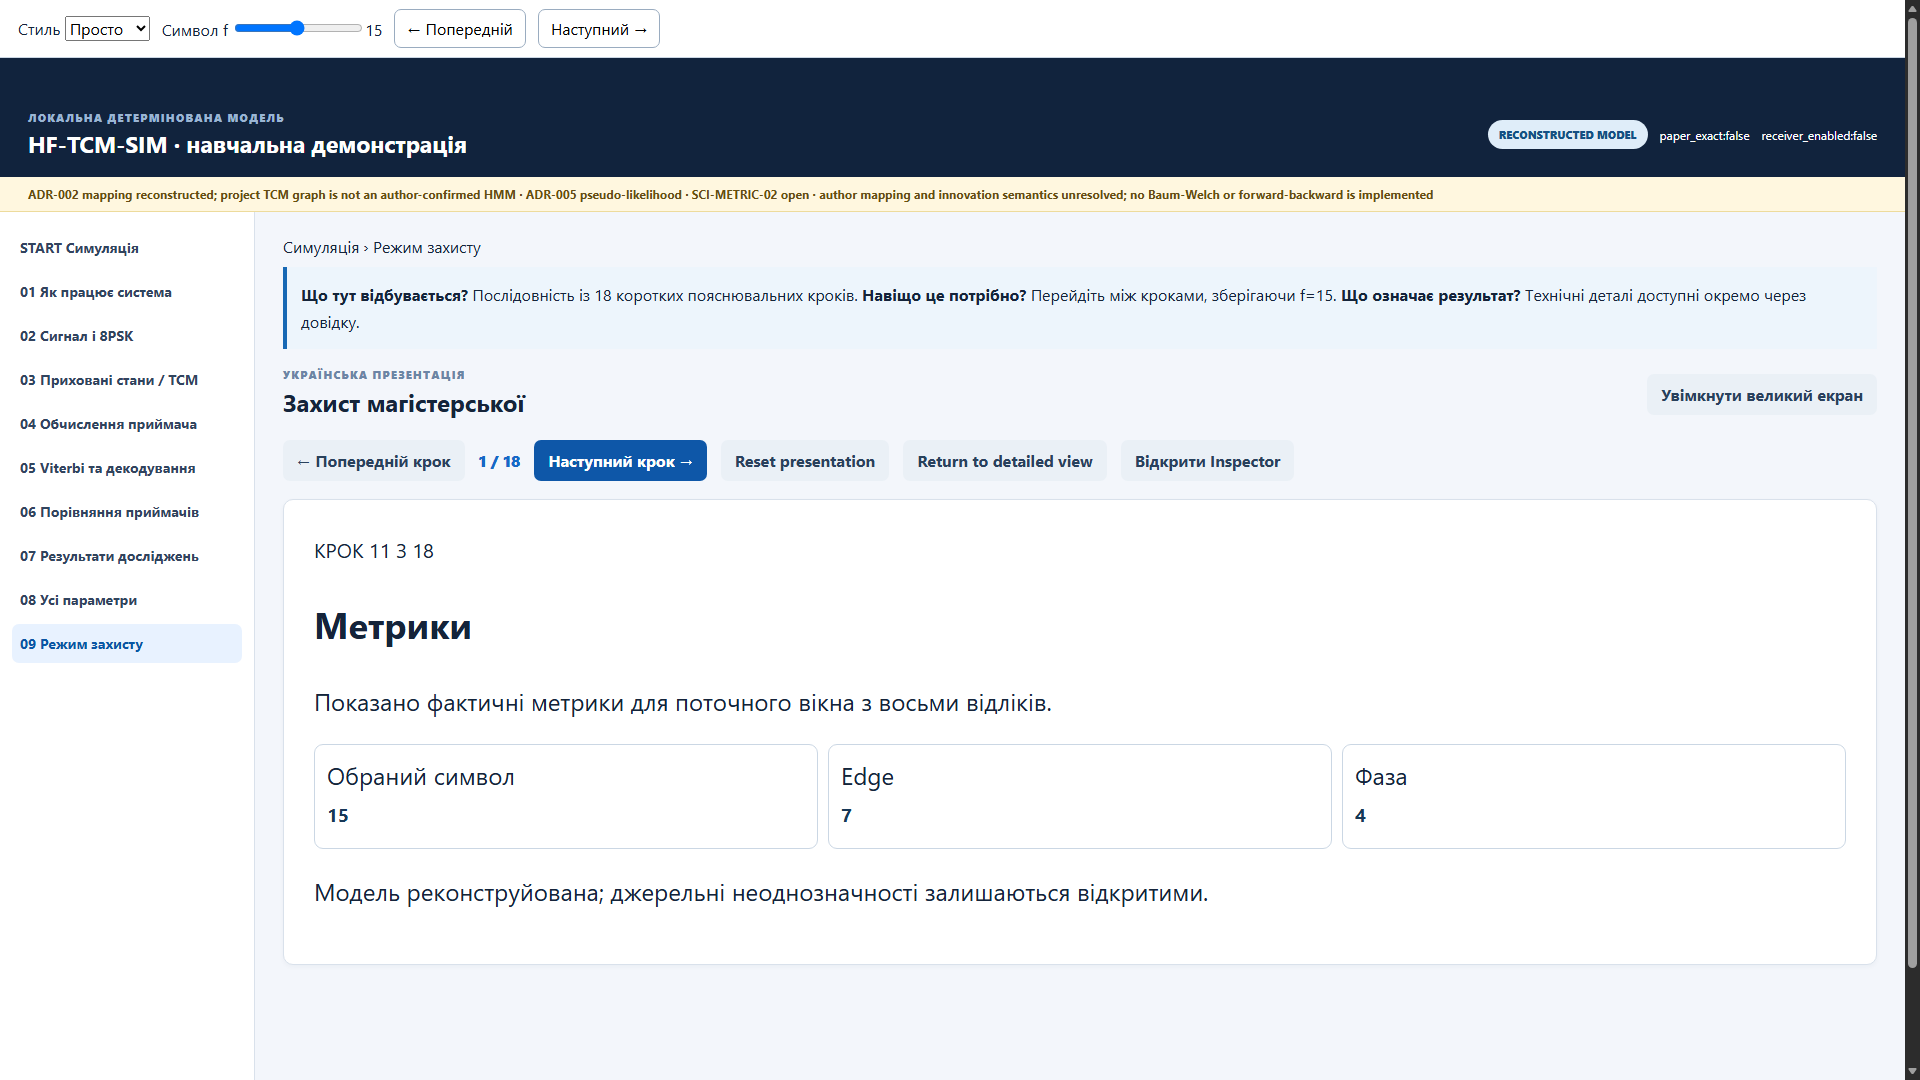 Стиль Просто Символ f 15 ← Попередній Наступний →
ЛОКАЛЬНА ДЕТЕРМІНОВАНА МОДЕЛЬ
HF-TCM-SIM · навчальна демонстрація
RECONSTRUCTED MODEL paper_exact:false receiver_enabled:false
ADR-002 mapping reconstructed; project TCM graph is not an author-confirmed HMM · ADR-005 pseudo-likelihood · SCI-METRIC-02 open · author mapping and innovation semantics unresolved; no Baum-Welch or forward-backward is implemented
START Симуляція
01 Як працює система
02 Сигнал і 8PSK
03 Приховані стани / TCM
04 Обчислення приймача
05 Viterbi та декодування
06 Порівняння приймачів
07 Результати досліджень
08 Усі параметри
09 Режим захисту
Симуляція › Режим захисту
Що тут відбувається? Послідовність із 18 коротких пояснювальних кроків. Навіщо це потрібно? Перейдіть між кроками, зберігаючи f=15. Що означає результат? Технічні деталі доступні окремо через
довідку.
УКРАЇНСЬКА ПРЕЗЕНТАЦІЯ
Захист магістерської
Увімкнути великий екран
← Попередній крок 1 / 18 Наступний крок → Reset presentation Return to detailed view Відкрити Inspector
КРОК 11 З 18
Метрики
Показано фактичні метрики для поточного вікна з восьми відліків.
Обраний символ
15
Edge
7
Фаза
4
Модель реконструйована; джерельні неоднозначності залишаються відкритими.